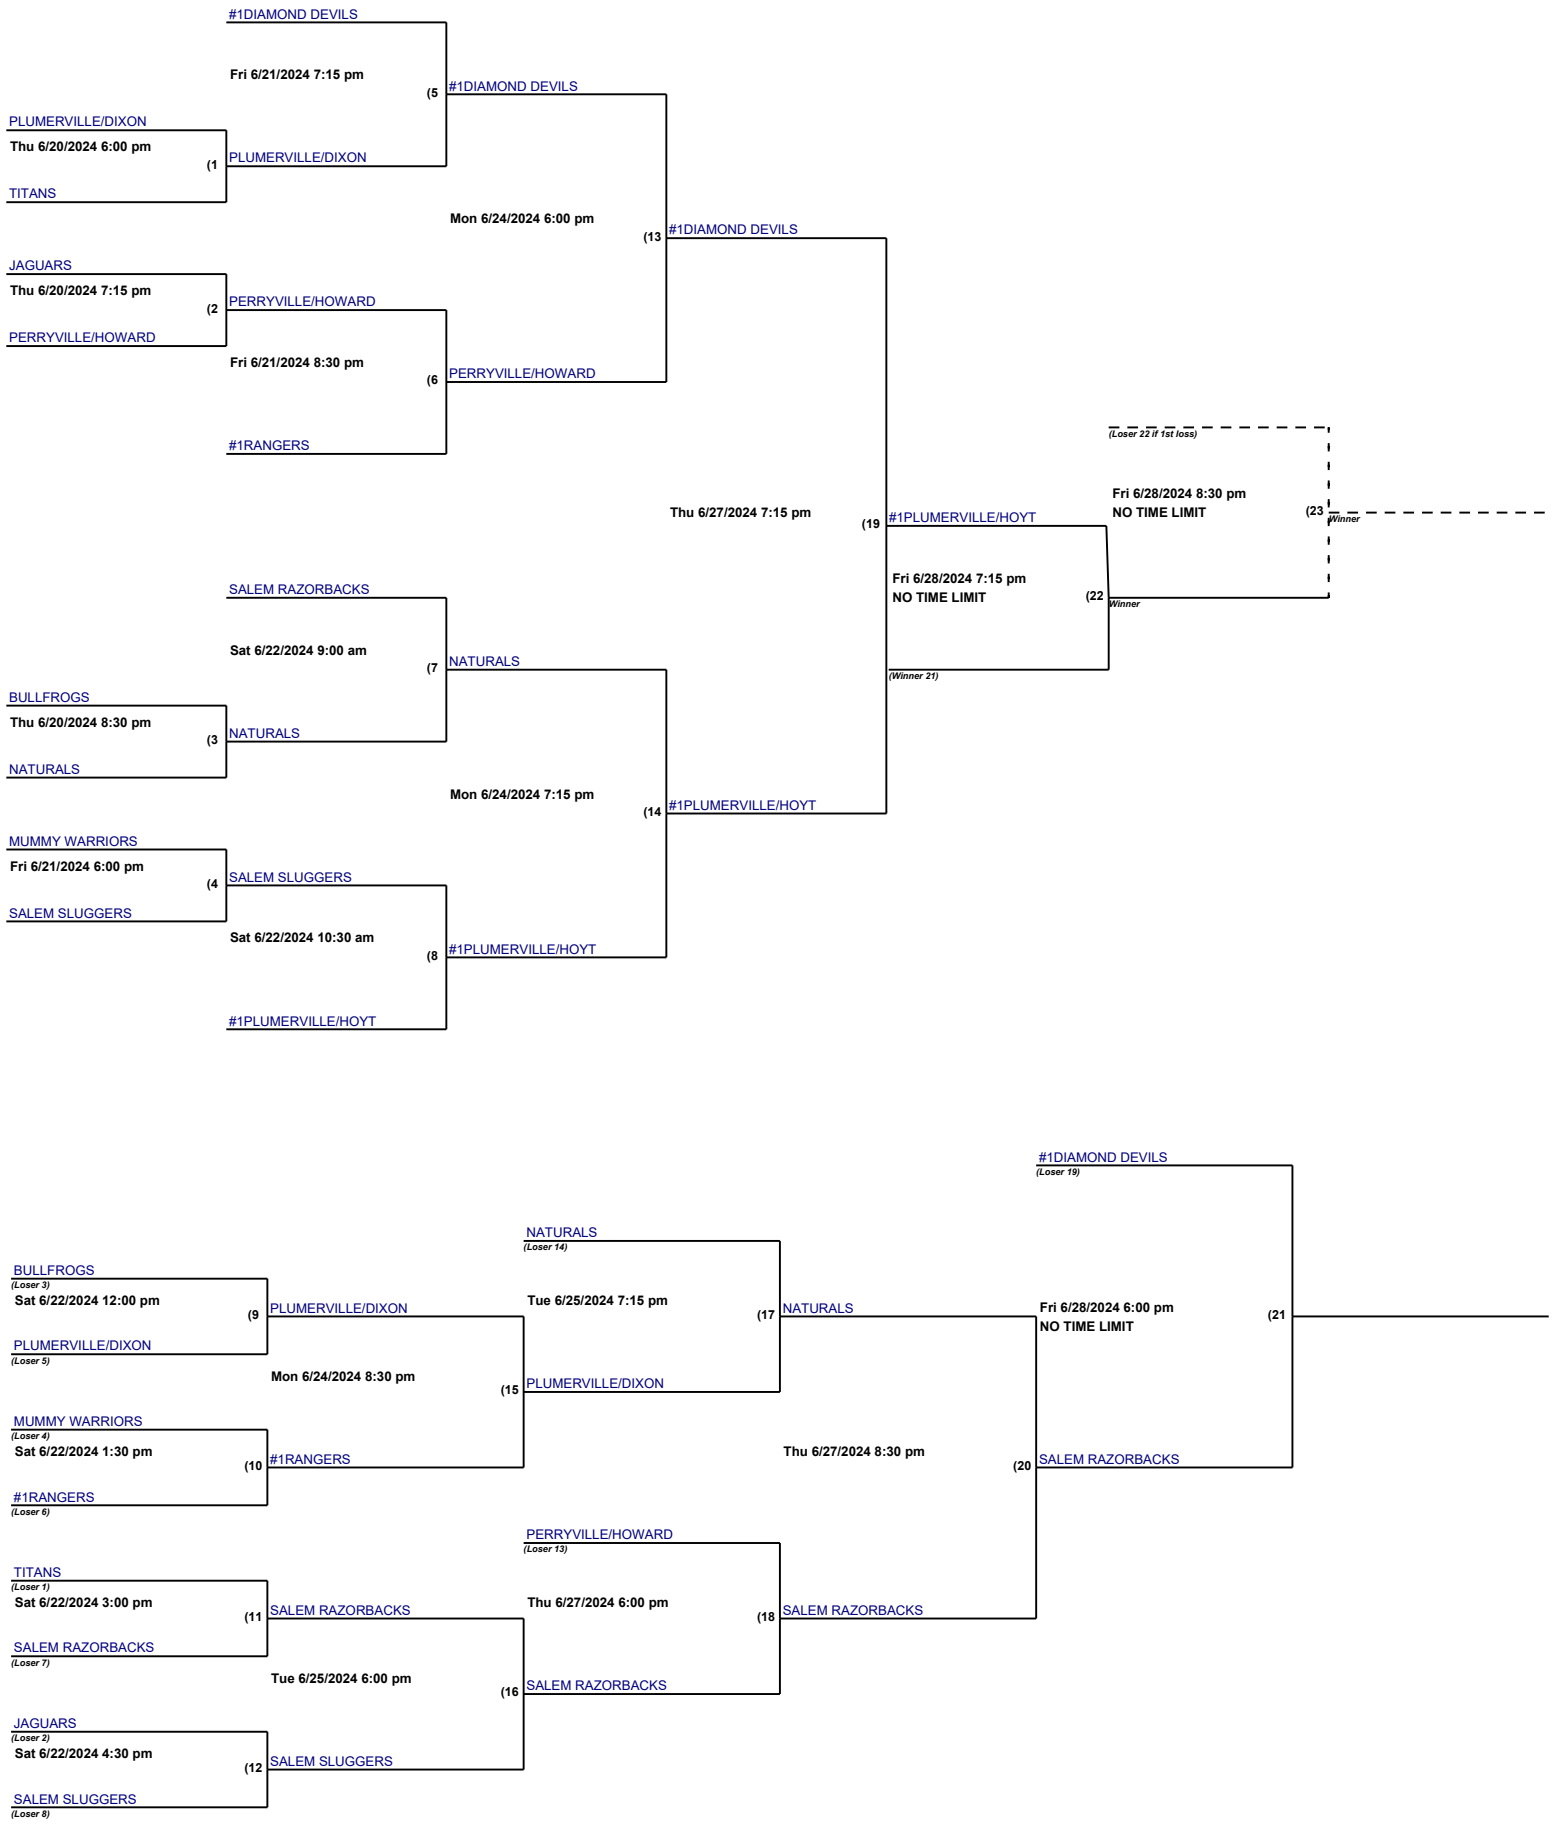 #1DIAMOND DEVILS
Fri 6/21/2024 7:15 pm
(5
#1DIAMOND DEVILS
PLUMERVILLE/DIXON
Thu 6/20/2024 6:00 pm
(1
PLUMERVILLE/DIXON
TITANS
Mon 6/24/2024 6:00 pm
(13
#1DIAMOND DEVILS
JAGUARS
Thu 6/20/2024 7:15 pm
(2
PERRYVILLE/HOWARD
PERRYVILLE/HOWARD
Fri 6/21/2024 8:30 pm
(6
PERRYVILLE/HOWARD
#1RANGERS
(Loser 22 if 1st loss)
Fri 6/28/2024 8:30 pm
NO TIME LIMIT
(23
Winner
Thu 6/27/2024 7:15 pm
(19
#1PLUMERVILLE/HOYT
Fri 6/28/2024 7:15 pm
NO TIME LIMIT
(22
Winner
(Winner 21)
SALEM RAZORBACKS
Sat 6/22/2024 9:00 am
(7
NATURALS
BULLFROGS
Thu 6/20/2024 8:30 pm
(3
NATURALS
NATURALS
Mon 6/24/2024 7:15 pm
(14
#1PLUMERVILLE/HOYT
MUMMY WARRIORS
Fri 6/21/2024 6:00 pm
(4
SALEM SLUGGERS
SALEM SLUGGERS
Sat 6/22/2024 10:30 am
(8
#1PLUMERVILLE/HOYT
#1PLUMERVILLE/HOYT
#1DIAMOND DEVILS
(Loser 19)
NATURALS
(Loser 14)
BULLFROGS
(Loser 3)
Sat 6/22/2024 12:00 pm
(9
PLUMERVILLE/DIXON
Tue 6/25/2024 7:15 pm
(17
NATURALS
Fri 6/28/2024 6:00 pm
NO TIME LIMIT
(21
PLUMERVILLE/DIXON
(Loser 5)
Mon 6/24/2024 8:30 pm
(15
PLUMERVILLE/DIXON
MUMMY WARRIORS
(Loser 4)
Sat 6/22/2024 1:30 pm
(10
#1RANGERS
Thu 6/27/2024 8:30 pm
(20
SALEM RAZORBACKS
#1RANGERS
(Loser 6)
PERRYVILLE/HOWARD
(Loser 13)
TITANS
(Loser 1)
Sat 6/22/2024 3:00 pm
(11
SALEM RAZORBACKS
Thu 6/27/2024 6:00 pm
(18
SALEM RAZORBACKS
SALEM RAZORBACKS
(Loser 7)
Tue 6/25/2024 6:00 pm
(16
SALEM RAZORBACKS
JAGUARS
(Loser 2)
Sat 6/22/2024 4:30 pm
(12
SALEM SLUGGERS
SALEM SLUGGERS
(Loser 8)